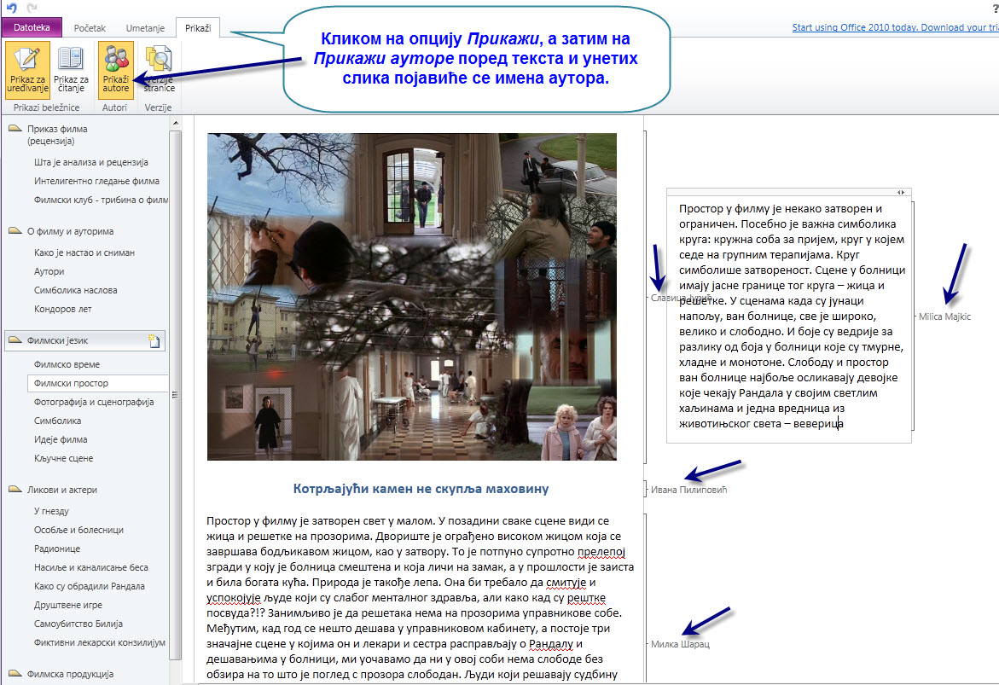 Datoteka
Početak
Umetanje
Prikaži
?
Start using Office 2010 today. Download your tri
Кликом на опцију Прикажи, а затим на
Прикажи ауторе поред текста и унетих
слика појавиће се имена аутора.
Prikaz za
uređivanje
Prikaz za
čitanje
Prikaži
autore
Verzije
stranice
Prikazi beležnice
Autori
Verzije
Приказ филма
(рецензија)
Шта је анализа и рецензија
Интелигентно гледање филма
Филмски клуб - трибина о филм
О филму и ауторима
Како је настао и сниман
Аутори
Симболика наслова
Кондоров лет
Филмски језик
Филмско време
Филмски простор
Фотографија и сценографија
Симболика
Идеје филма
Кључне сцене
Ликови и актери
У гнезду
Особље и болесници
Радионице
Насиље и каналисање беса
Како су обрадили Рандала
Друштвене игре
Самоубитство Билија
Фиктивни лекарски конзилијум
Филмска продукција
Котрљајући камен не скупља маховину
Простор у филму је затворен свет у малом. У позадини сваке сцене види се
жица и решетке на прозорима. Двориште је ограђено високом жицом која се
завршава бодљикавом жицом, као у затвору. То је потпуно супротно прелепој
згради у коју је болница смештена и која личи на замак, а у прошлости је заиста
и била богата кућа. Природа је такође лепа. Она би требало да смитује и
успокојује људе који су слабог менталног здравља, али како кад су рештке
посвуда?!? Занимљиво је да решетака нема на прозорима управникове собе.
Међутим, кад год се нешто дешава у управниковом кабинету, а постоје три
значајне сцене у којима он и лекари и сестра расправљају о Рандалу и
дешавањима у болници, ми уочавамо да ни у овој соби нема слободе без
обзира на то што је поглед с прозора слободан. Људи који решавају судбину
Простор у филму је некако затворен и
ограничен. Посебно је важна симболика
круга: кружна соба за пријем, круг у којем
седе на групним терапијама. Круг
симболише затвореност. Сцене у болници
имају јасне границе тог круга – жица и
решетке. У сценама када су јунаци
напољу, ван болнице, све је широко,
велико и слободно. И боје су ведрије за
разлику од боја у болници које су тмурне,
хладне и монотоне. Слободу и простор
ван болнице најбоље осликавају девојке
које чекају Рандала у својим светлим
хаљинама и једна вредница из
животињског света – веверица
Славица Јурић
Milica Majkic
Ивана Пилиповић
Милка Шарац